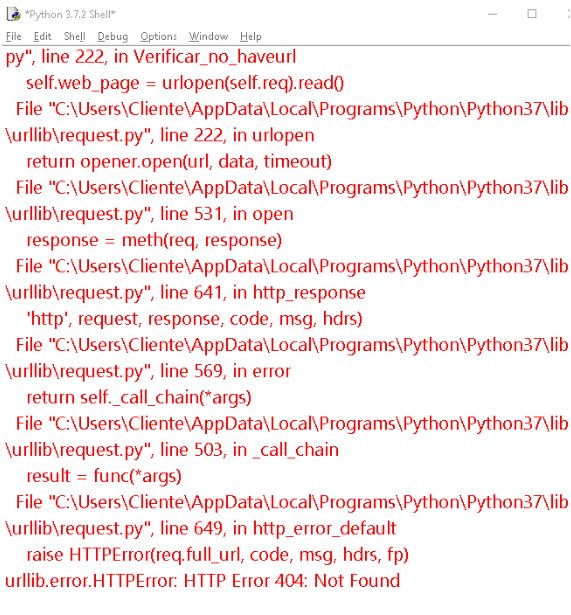 *Python 3.7.2 Shell*
File Edit Shell Debug Options Window Help
py", line 222, in Verificar_no_haveurl
self.web_page = urlopen(self.req).read()
File "C:\Users\Cliente\AppData\Local\Programs\Python\Python37\lib
\urllib\request.py", line 222, in urlopen
return opener.open(url, data, timeout)
File "C:\Users\Cliente\AppData\Local\Programs\Python\Python37\lib
\urllib\request.py", line 531, in open
response = meth(req, response)
File "C:\Users\Cliente\AppData\Local\Programs\Python\Python37\lib
\urllib\request.py", line 641, in http_response
'http', request, response, code, msg, hdrs)
File "C:\Users\Cliente\AppData\Local\Programs\Python\Python37\lib
\urllib\request.py", line 569, in error
return self._call_chain(*args)
File "C:\Users\Cliente\AppData\Local\Programs\Python\Python37\lib
\urllib\request.py", line 503, in _call_chain
result = func(*args)
File "C:\Users\Cliente\AppData\Local\Programs\Python\Python37\lib
\urllib\request.py", line 649, in http_error_default
raise HTTPError(req.full_url, code, msg, hdrs, fp)
urllib.error.HTTPError: HTTP Error 404: Not Found